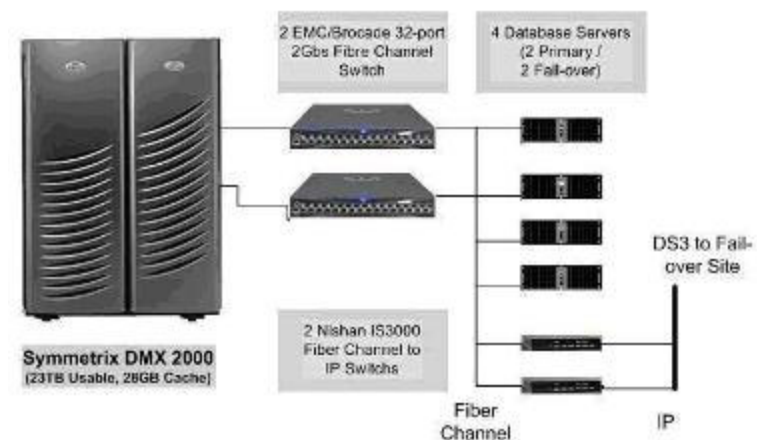 2 EMC/Brocade 32-port
2Gbs Fibre Channel
Switch
4 Database Servers
(2 Primary /
2 Fail-over)
DS3 to Fail-
over Site
2 Nishan IS3000
Fiber Channel to
IP Switchs
Symmetrix DMX 2000
(23TB Usable, 28GB Cache)
Fiber
Channel
IP